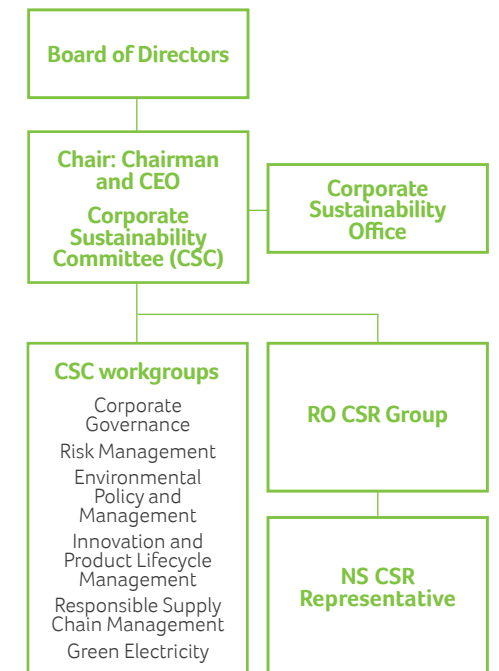 Board of Directors
Chair: Chairman
and CEO
Corporate
Sustainability
Committee (CSC)
Corporate
Sustainability
Office
CSC workgroups
Corporate
Governance
Risk Management
Environmental
Policy and
Management
Innovation and
Product Lifecycle
Management
Responsible Supply
Chain Management
Green Electricity
RO CSR Group
NS CSR
Representative